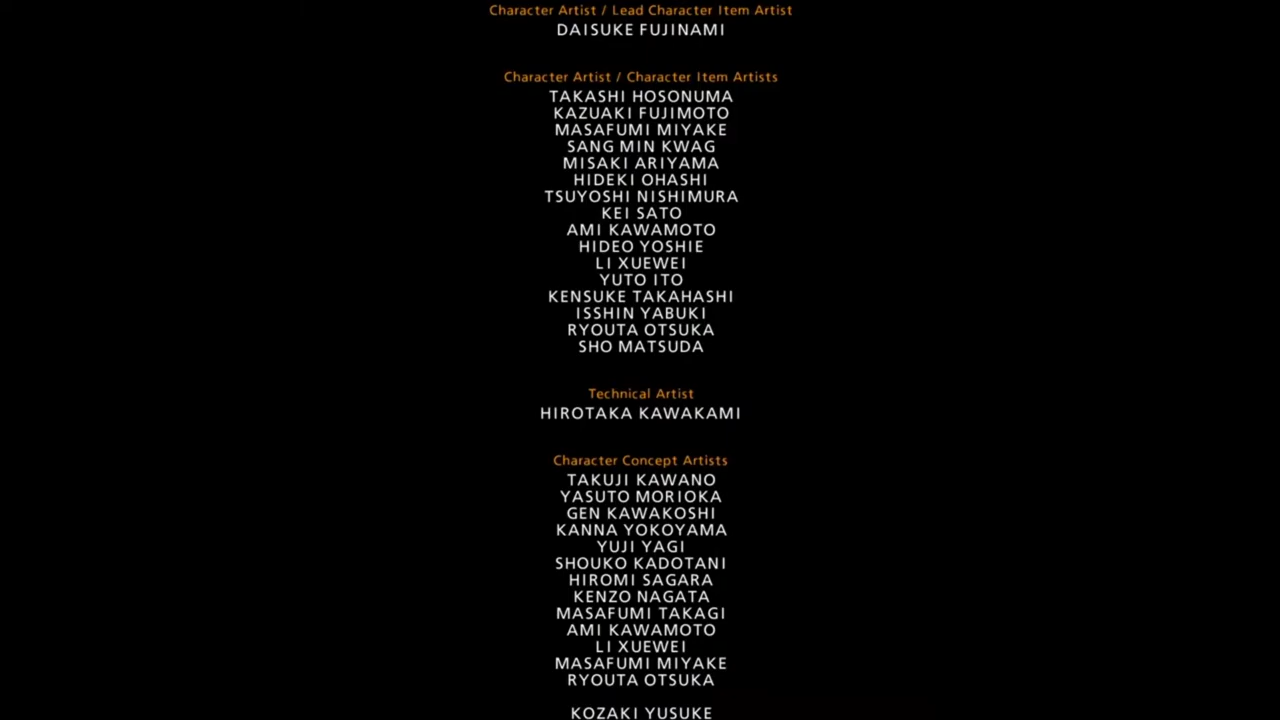 Character Artist / Lead Character Item Artist
DAISUKE FUJINAMI
Character Artist / Character Item Artists
TAKASHI HOSONUMA
KAZUAKI FUJIMOTO
MASAFUMI MIYAKE
SANG MIN KWAG
MISAKI ARIYAMA
HIDEKI OHASHI
TSUYOSHI NISHIMURA
KEI SATO
AMI KAWAMOTO
HIDEO YOSHIE
LI XUEWEI
YUTO ITO
KENSUKE TAKAHASHI
ISSHIN YABUKI
RYOUTA OTSUKA
SHO MATSUDA
Technical Artist
HIROTAKA KAWAKAMI
Character Concept Artists
TAKUJI KAWANO
YASUTO MORIOKA
GEN KAWAKOSHI
KANNA YOKOYAMA
YUJI YAGI
SHOUKO KADOTANI
HIROMI SAGARA
KENZO NAGATA
MASAFUMI TAKAGI
AMI KAWAMOTO
LI XUEWEI
MASAFUMI MIYAKE
RYOUTA OTSUKA
KOZAKI YUSUKE